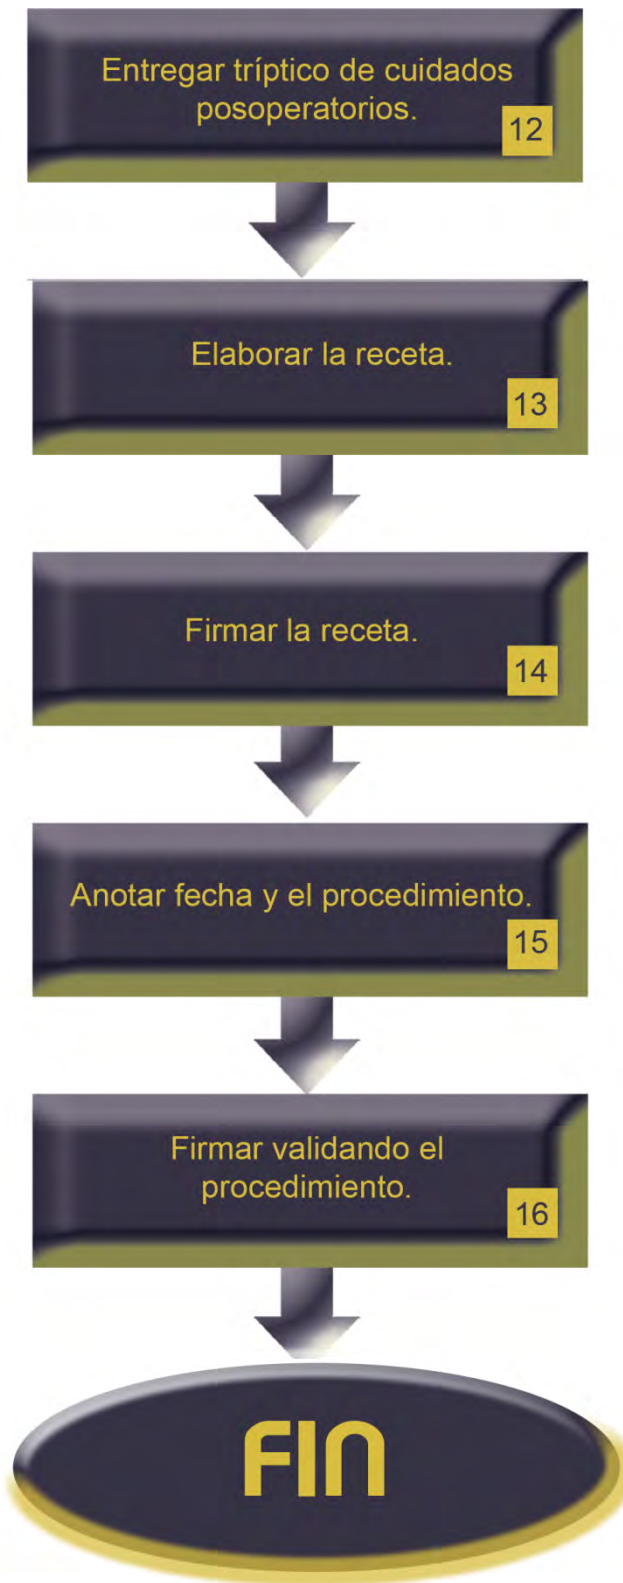 Entregar tríptico de cuidados
posoperatorios.
12
Elaborar la receta.
13
Firmar la receta.
14
Anotar fecha y el procedimiento.
15
Firmar validando el
procedimiento.
16
FIN